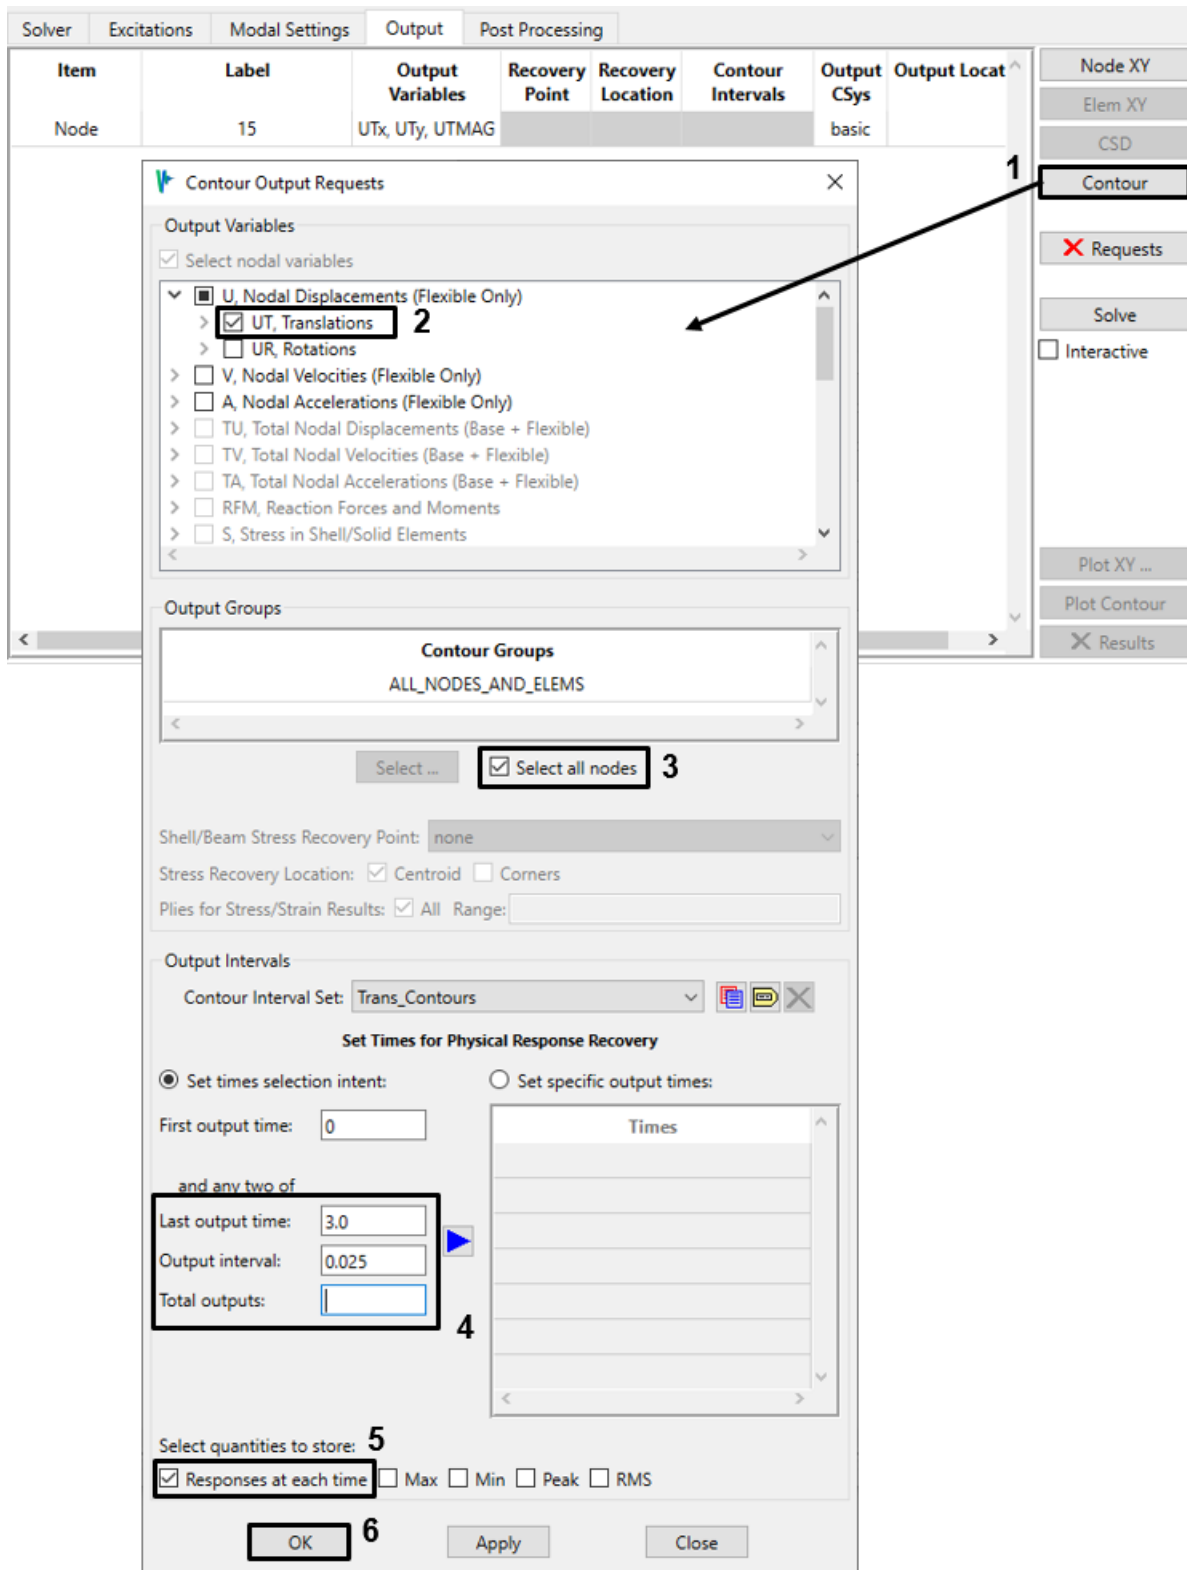 Solver Excitations Modal Settings Output Post Processing
Item Label Output Variables Recovery Point Recovery Location Contour Intervals Output CSys Output Locat
Node 15 UTx, UTy, UTMAG basic
Node XY
Elem XY
CSD
1
Contour
Requests
Solve
Interactive
Plot XY ...
Plot Contour
Results
Contour Output Requests
Output Variables
Select nodal variables
U, Nodal Displacements (Flexible Only)
UT, Translations 2
UR, Rotations
V, Nodal Velocities (Flexible Only)
A, Nodal Accelerations (Flexible Only)
TU, Total Nodal Displacements (Base + Flexible)
TV, Total Nodal Velocities (Base + Flexible)
TA, Total Nodal Accelerations (Base + Flexible)
RFM, Reaction Forces and Moments
S, Stress in Shell/Solid Elements
Output Groups
Contour Groups
ALL_NODES_AND_ELEMS
Select ... Select all nodes 3
Shell/Beam Stress Recovery Point: none
Stress Recovery Location: Centroid Corners
Plies for Stress/Strain Results: All Range:
Output Intervals
Contour Interval Set: Trans_Contours
Set Times for Physical Response Recovery
Set times selection intent: Set specific output times:
First output time: 0 Times
and any two of
Last output time: 3.0
Output interval: 0.025
Total outputs:
4
Select quantities to store: 5
Responses at each time Max Min Peak RMS
OK 6 Apply Close